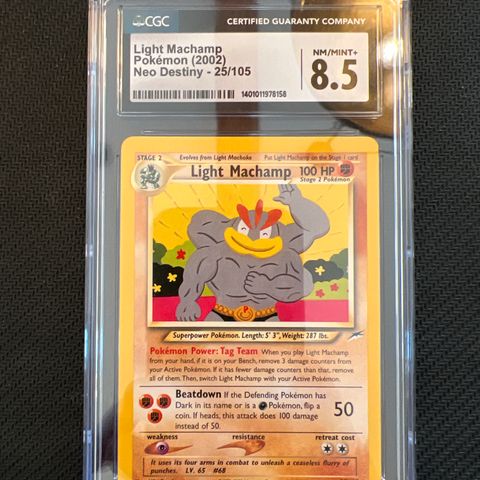 CGC
CERTIFIED GUARANTY COMPANY
Light Machamp
Pokémon (2002)
Neo Destiny - 25/105
NM/MINT+
8.5
1401011978158
STAGE 2
Evolves from Light Machoke
Put Light Machamp on the Stage 1 card
Light Machamp 100 HP
Stage 2 Pokémon
Superpower Pokémon. Length: 5' 3", Weight: 287 lbs.
Pokémon Power: Tag Team When you play Light Machamp
from your hand, if it is on your Bench, remove 3 damage counters from
your Active Pokémon. If it has fewer damage counters than that, remove
all of them. Then, switch Light Machamp with your Active Pokémon.
Beatdown If the Defending Pokémon has
Dark in its name or is a Pokémon, flip a
coin. If heads, this attack does 100 damage
instead of 50.
50
weakness
resistance
retreat cost
It uses its four arms in combat to unleash a ceaseless flurry of
punches. LV. 65 #68